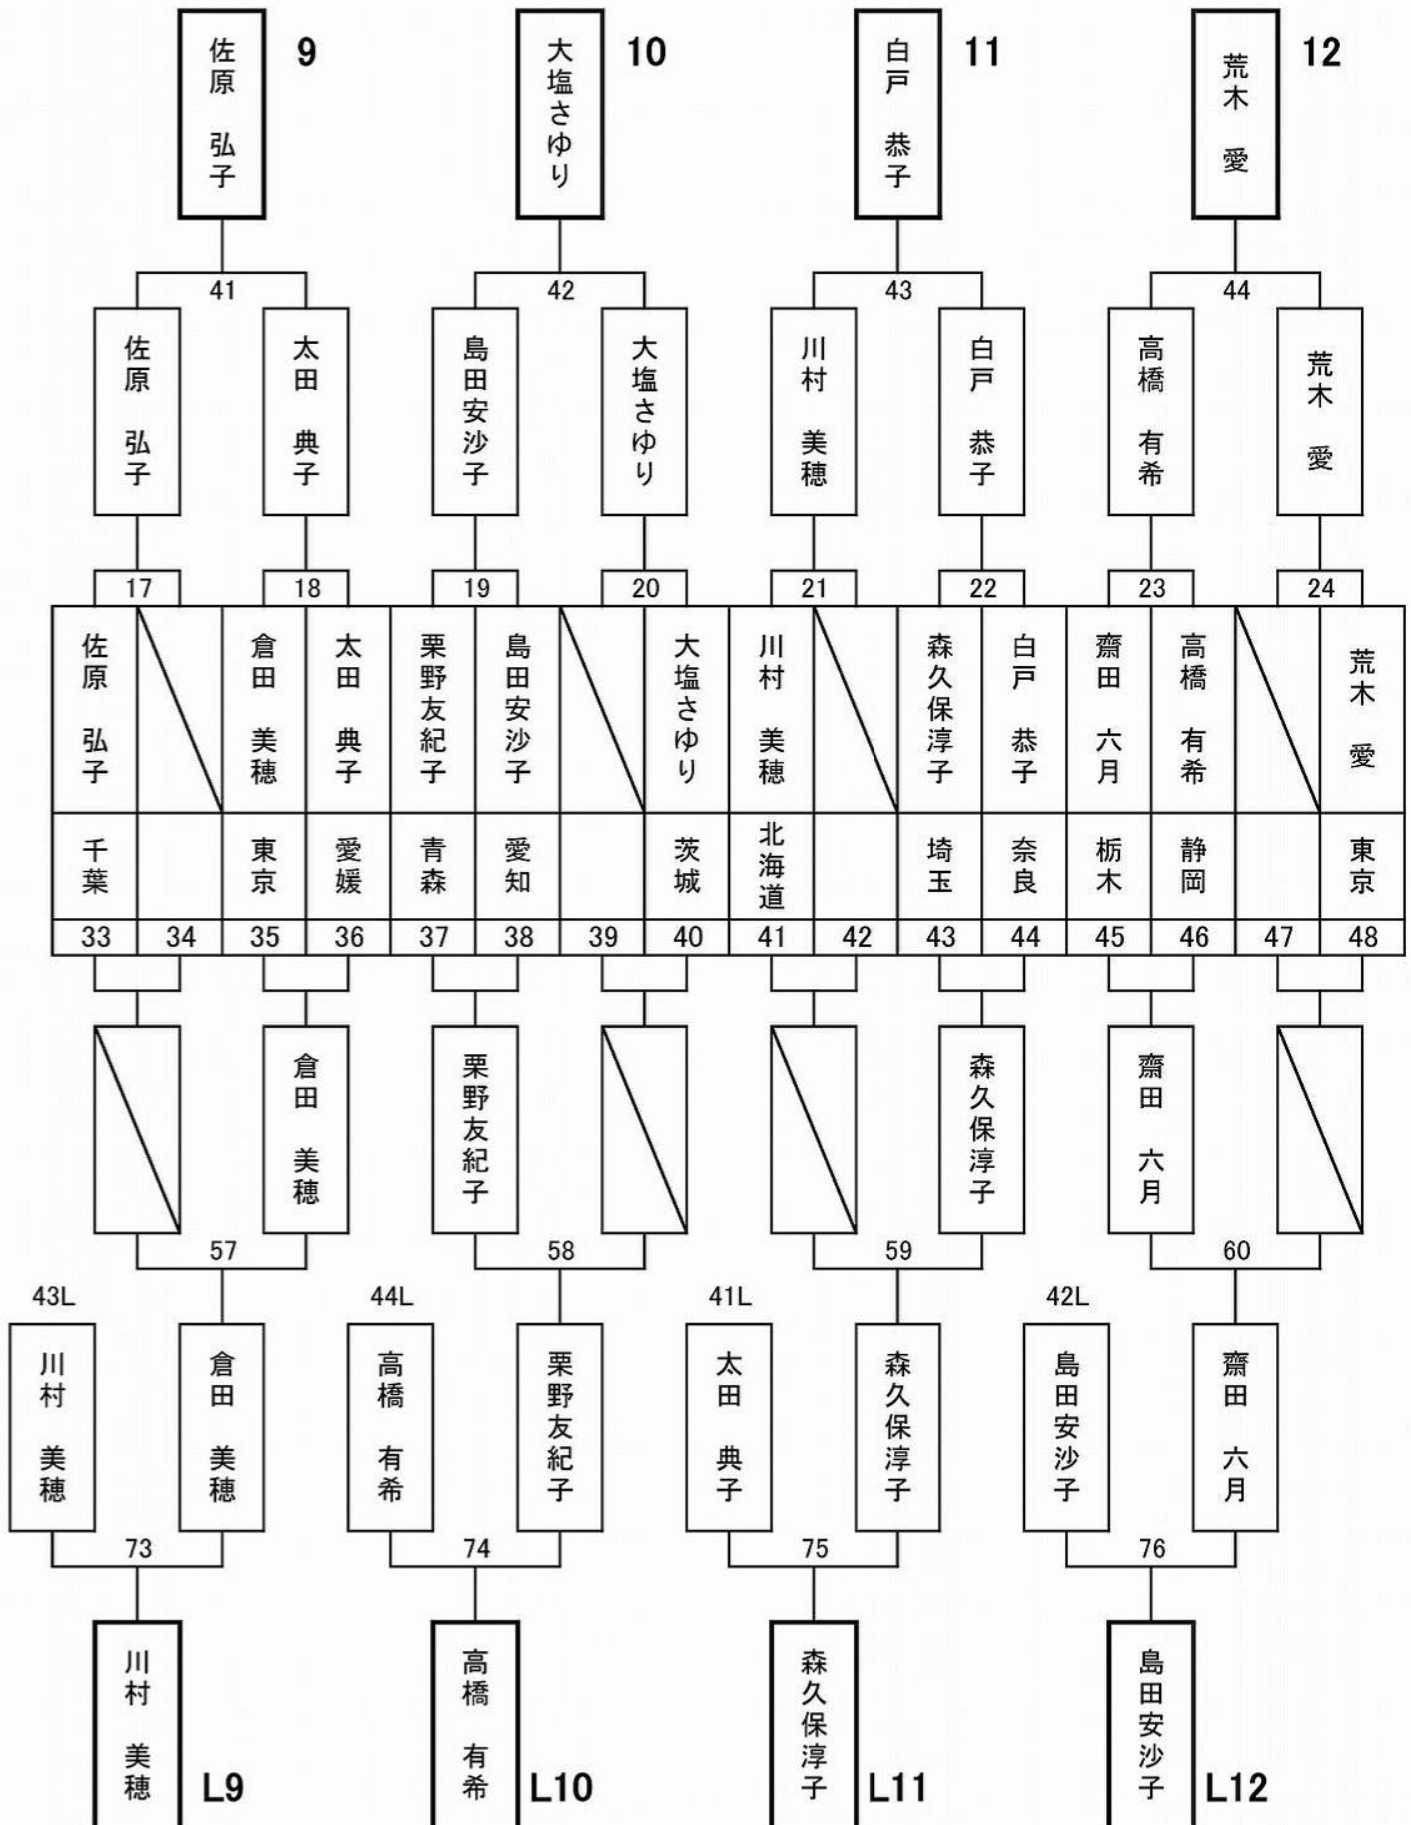 佐原 弘子 9
大塩さゆり 10
白戸 恭子 11
荒木 愛 12
41 42 43 44
佐原 弘子
太田 典子
島田安沙子
大塩さゆり
川村 美穂
白戸 恭子
高橋 有希
荒木 愛
17 18 19 20 21 22 23 24
佐原 弘子
倉田 美穂
太田 典子
栗野友紀子
島田安沙子
大塩さゆり
川村 美穂
森久保淳子
白戸 恭子
齋田 六月
高橋 有希
荒木 愛
千葉 東京 愛媛 青森 愛知 茨城 北海道 埼玉 奈良 栃木 静岡 東京
33 34 35 36 37 38 39 40 41 42 43 44 45 46 47 48
倉田 美穂
栗野友紀子
森久保淳子
齋田 六月
57 58 59 60
43L 44L 41L 42L
川村 美穂
倉田 美穂
高橋 有希
栗野友紀子
太田 典子
森久保淳子
島田安沙子
齋田 六月
73 74 75 76
川村 美穂 L9
高橋 有希 L10
森久保淳子 L11
島田安沙子 L12